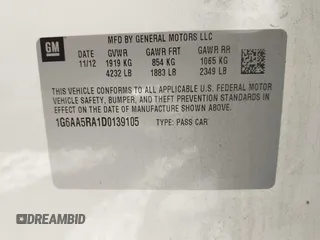 GM
MFD BY GENERAL MOTORS LLC
DATE GVWR GAWR FRT GAWR RR
11/12 1919 KG 854 KG 1065 KG
4232 LB 1883 LB 2349 LB
THIS VEHICLE CONFORMS TO ALL APPLICABLE U.S. FEDERAL MOTOR
VEHICLE SAFETY, BUMPER, AND THEFT PREVENTION STANDARDS IN
EFFECT ON THE DATE OF MANUFACTURE SHOWN ABOVE.
1G6AA5RA1D0139105 TYPE: PASS CAR
DREAMBID